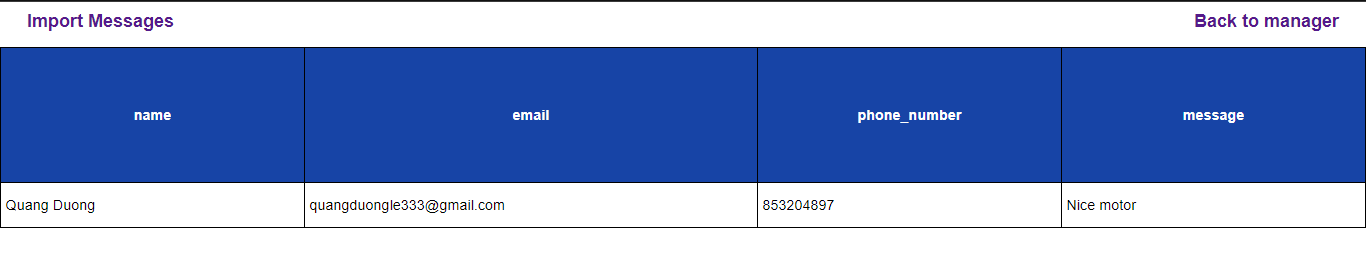 Import Messages Back to manager
name email phone_number message
Quang Duong quangduongle333@gmail.com 853204897 Nice motor